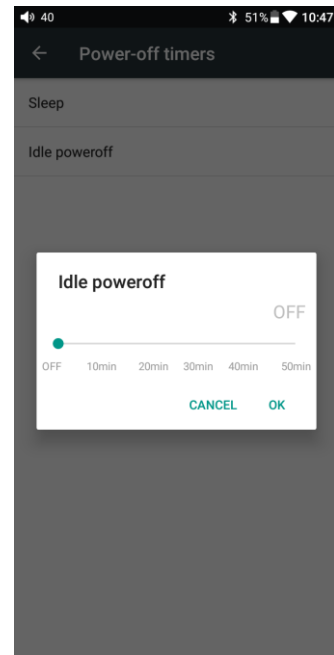 40 51% 10:47
Power-off timers
Sleep
Idle poweroff
Idle poweroff
OFF
OFF 10min 20min 30min 40min 50min
CANCEL OK